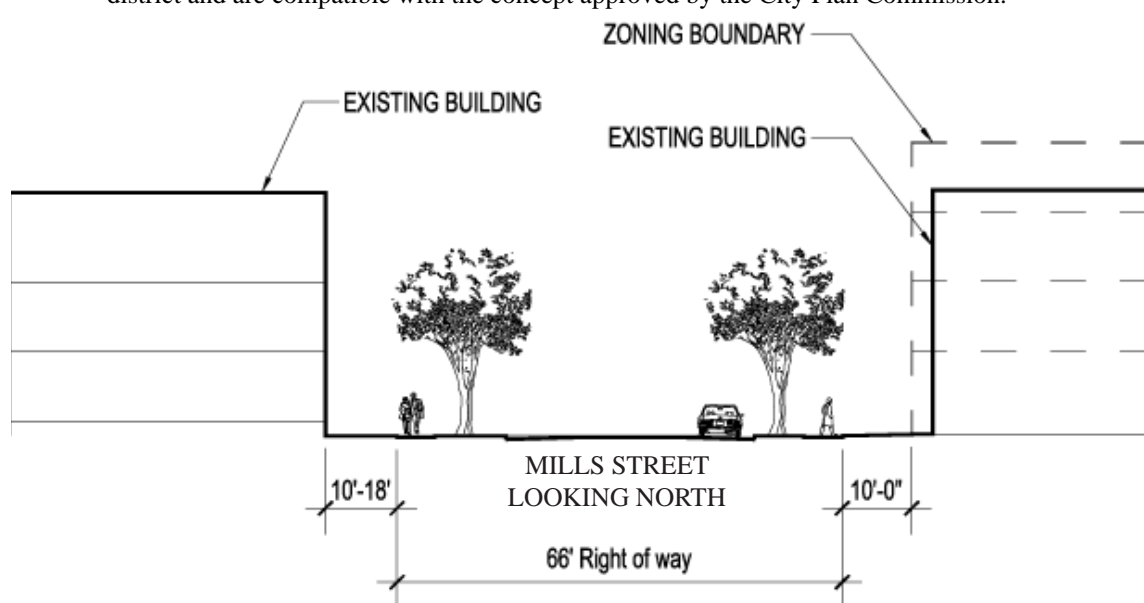 district and are compatible with the concept approved by the City Plan Commission.
ZONING BOUNDARY
EXISTING BUILDING
EXISTING BUILDING
MILLS STREET
LOOKING NORTH
10'-18'
10'-0"
66' Right of way